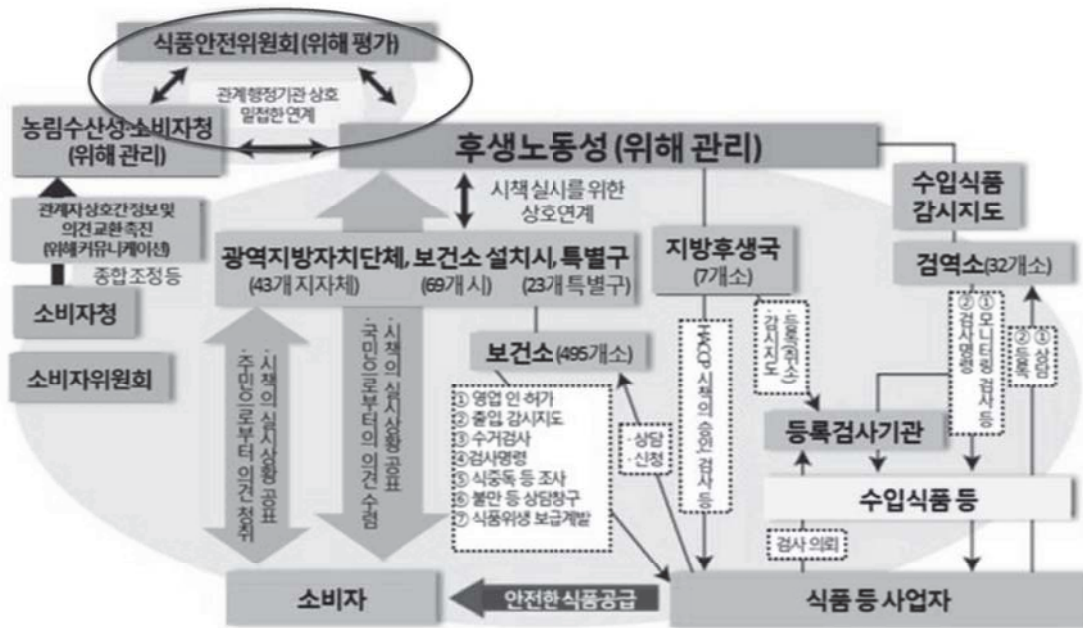 식품안전위원회(위해 평가)
관계 행정기관 상호
밀접한 연계
농림수산성·소비자청
(위해 관리)
후생노동성 (위해 관리)
관계자 상호간 정보 및
의견 교환 촉진
(위해 커뮤니케이션)
종합 조정 등
소비자청
소비자위원회
시책 실시를 위한
상호연계
광역지방자치단체, 보건소 설치시, 특별구
(43개 지자체) (69개 시) (23개 특별구)
지방후생국
(7개소)
수입식품
감시지도
검역소(32개소)
보건소(495개소)
① 영업 인·허가
② 출입, 감시지도
③ 수거검사
④ 검사명령
⑤ 식중독 등 조사
⑥ 불만 등 상담창구
⑦ 식품위생 보급계발
·상담
·신청
·시책의 실시상황 공표
·주민으로부터 의견 청취
·시책의 실시상황 공표
·국민으로부터의 의견 수렴
HACCP 시책의 승인, 검사 등
·등록(취소)
·감시지도
① 모니터링 검사 등
② 검사명령
① 상담
② 등록
등록검사기관
수입식품 등
검사 의뢰
소비자
안전한 식품공급
식품 등 사업자